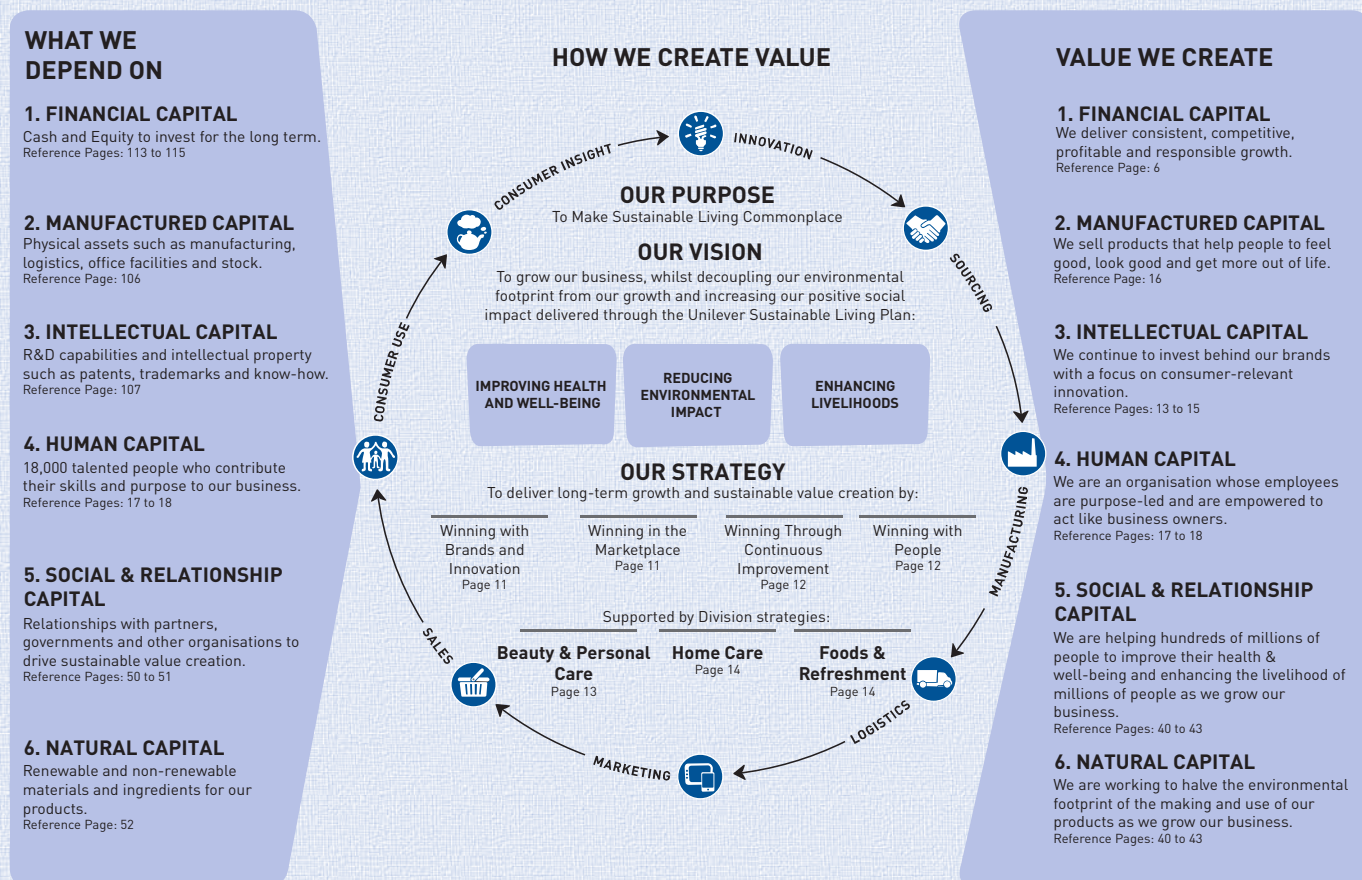 WHAT WE
DEPEND ON
1. FINANCIAL CAPITAL
Cash and Equity to invest for the long term.
Reference Pages: 113 to 115
2. MANUFACTURED CAPITAL
Physical assets such as manufacturing,
logistics, office facilities and stock.
Reference Page: 106
3. INTELLECTUAL CAPITAL
R&D capabilities and intellectual property
such as patents, trademarks and know-how.
Reference Page: 107
4. HUMAN CAPITAL
18,000 talented people who contribute
their skills and purpose to our business.
Reference Pages: 17 to 18
5. SOCIAL & RELATIONSHIP
CAPITAL
Relationships with partners,
governments and other organisations to
drive sustainable value creation.
Reference Pages: 50 to 51
6. NATURAL CAPITAL
Renewable and non-renewable
materials and ingredients for our
products.
Reference Page: 52
HOW WE CREATE VALUE
CONSUMER INSIGHT
INNOVATION
SOURCING
MANUFACTURING
LOGISTICS
MARKETING
SALES
CONSUMER USE
OUR PURPOSE
To Make Sustainable Living Commonplace
OUR VISION
To grow our business, whilst decoupling our environmental
footprint from our growth and increasing our positive social
impact delivered through the Unilever Sustainable Living Plan:
IMPROVING HEALTH
AND WELL-BEING
REDUCING
ENVIRONMENTAL
IMPACT
ENHANCING
LIVELIHOODS
OUR STRATEGY
To deliver long-term growth and sustainable value creation by:
Winning with
Brands and
Innovation
Page 11
Winning in the
Marketplace
Page 11
Winning Through
Continuous
Improvement
Page 12
Winning with
People
Page 12
Supported by Division strategies:
Beauty & Personal
Care
Page 13
Home Care
Page 14
Foods &
Refreshment
Page 14
VALUE WE CREATE
1. FINANCIAL CAPITAL
We deliver consistent, competitive,
profitable and responsible growth.
Reference Page: 6
2. MANUFACTURED CAPITAL
We sell products that help people to feel
good, look good and get more out of life.
Reference Page: 16
3. INTELLECTUAL CAPITAL
We continue to invest behind our brands
with a focus on consumer-relevant
innovation.
Reference Pages: 13 to 15
4. HUMAN CAPITAL
We are an organisation whose employees
are purpose-led and are empowered to
act like business owners.
Reference Pages: 17 to 18
5. SOCIAL & RELATIONSHIP
CAPITAL
We are helping hundreds of millions of
people to improve their health &
well-being and enhancing the livelihood of
millions of people as we grow our
business.
Reference Pages: 40 to 43
6. NATURAL CAPITAL
We are working to halve the environmental
footprint of the making and use of our
products as we grow our business.
Reference Pages: 40 to 43